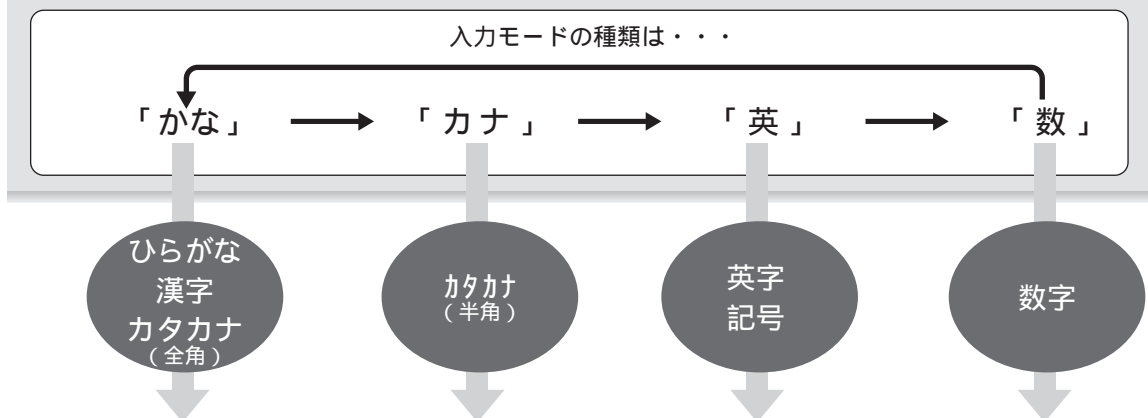 入力モードの種類は・・・
「かな」 「カナ」 「英」 「数」
ひらがな
漢字
カタカナ
（全角）
ｶﾀｶﾅ
（半角）
英字
記号
数字